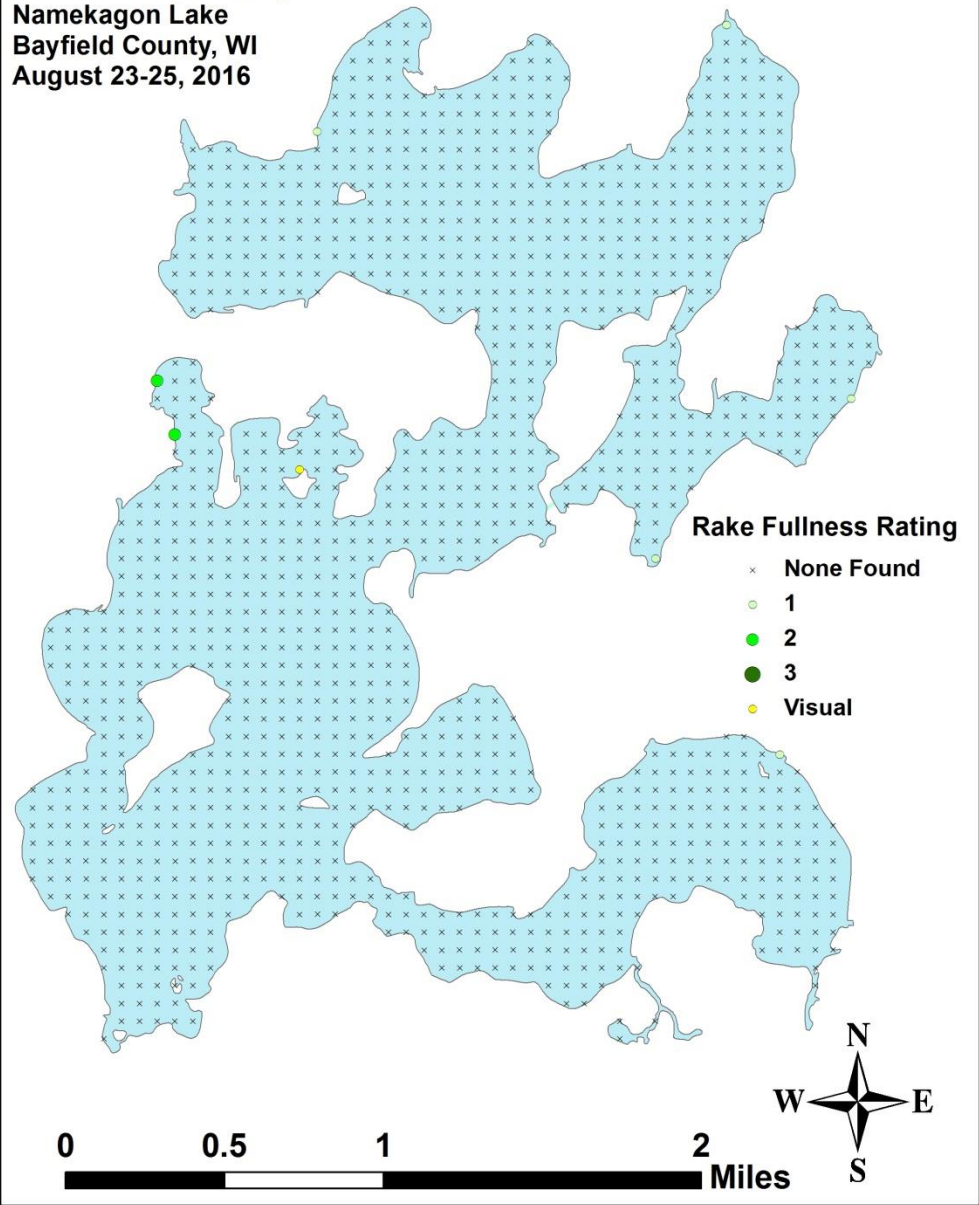 Namekagon Lake
Bayfield County, WI
August 23-25, 2016
Rake Fullness Rating
None Found
1
2
3
Visual
N
W E
S
0 0.5 1 2
Miles